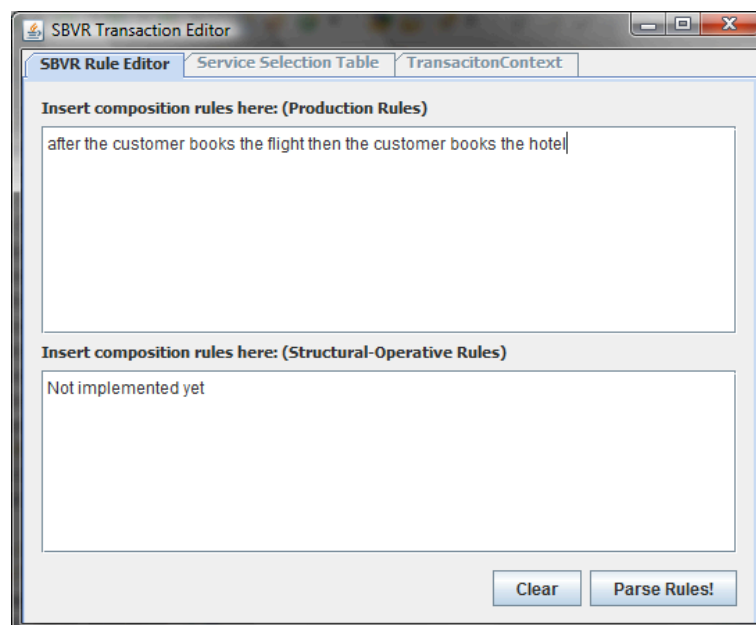 SBVR Transaction Editor
SBVR Rule Editor Service Selection Table TransacitonContext
Insert composition rules here: (Production Rules)
after the customer books the flight then the customer books the hotel
Insert composition rules here: (Structural-Operative Rules)
Not implemented yet
Clear Parse Rules!